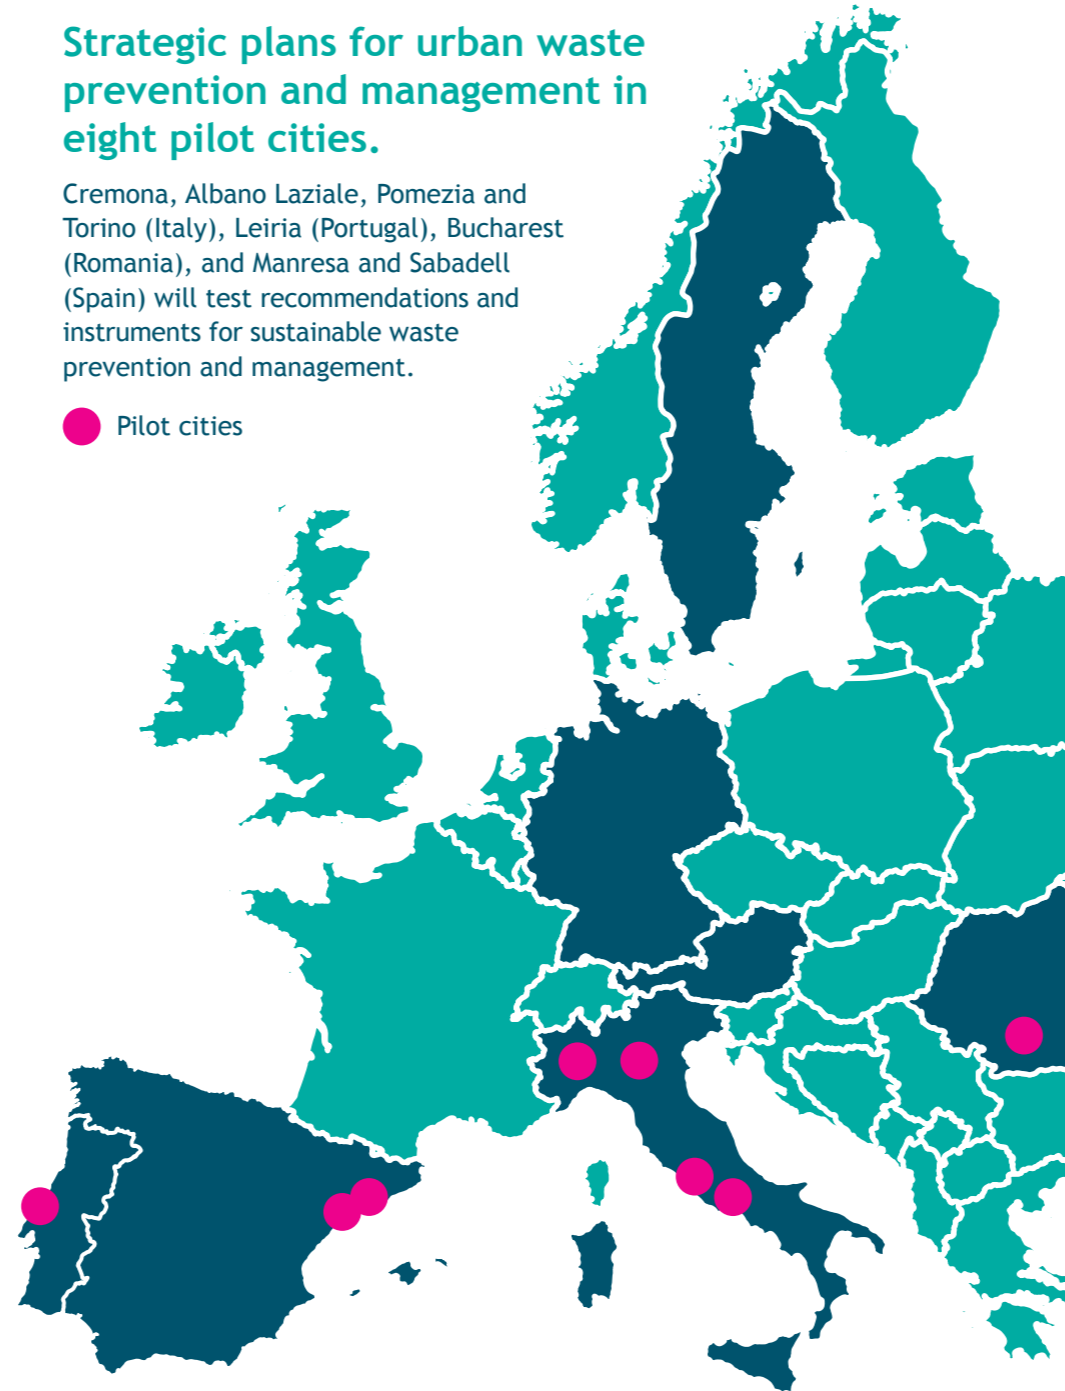 Strategic plans for urban waste
prevention and management in
eight pilot cities.
Cremona, Albano Laziale, Pomezia and
Torino (Italy), Leiria (Portugal), Bucharest
(Romania), and Manresa and Sabadell
(Spain) will test recommendations and
instruments for sustainable waste
prevention and management.
Pilot cities